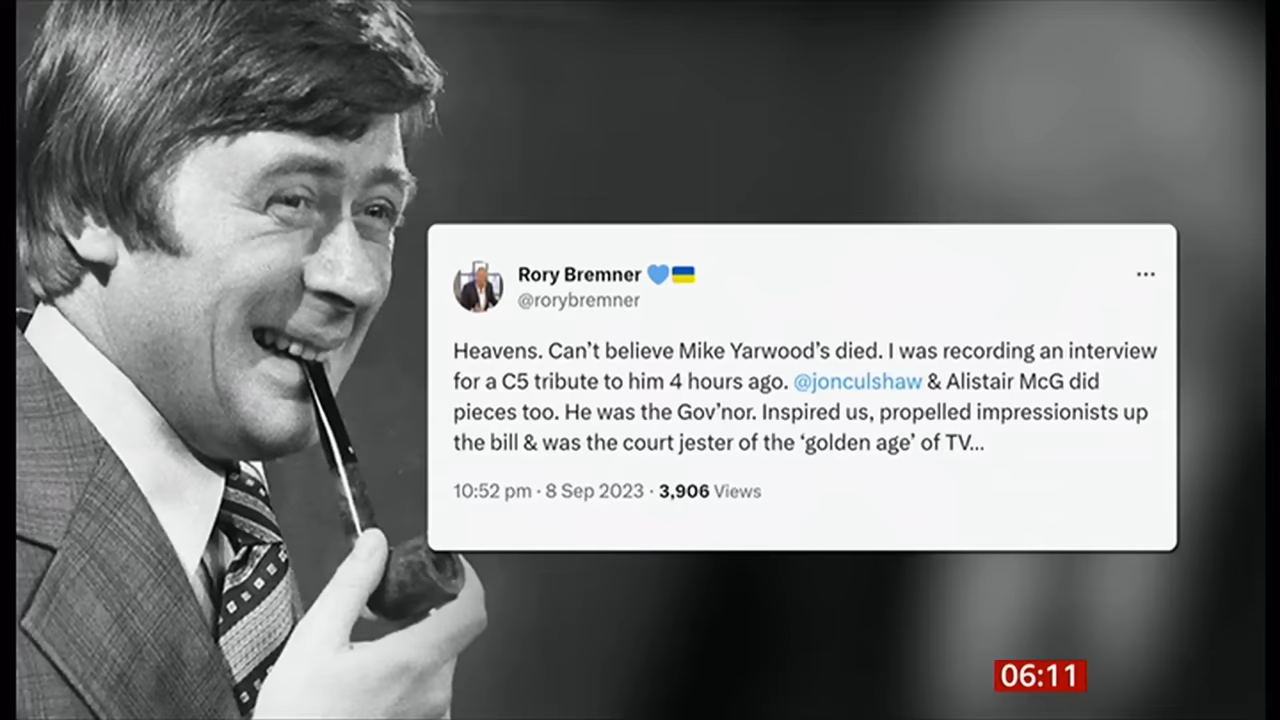 Rory Bremner 💙🇺🇦
@rorybremner
Heavens. Can’t believe Mike Yarwood’s died. I was recording an interview
for a C5 tribute to him 4 hours ago. @jonculshaw & Alistair McG did
pieces too. He was the Gov’nor. Inspired us, propelled impressionists up
the bill & was the court jester of the ‘golden age’ of TV...
10:52 pm · 8 Sep 2023 · 3,906 Views
06:11